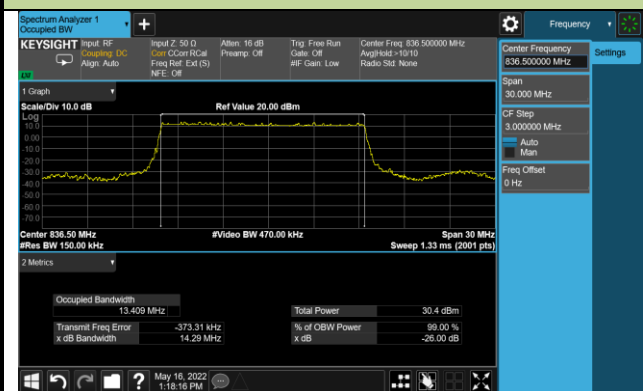 Spectrum Analyzer 1
Occupied BW
Frequency
KEYSIGHT
Input: RF
Coupling: DC
Align: Auto
Input Z: 50 Ω
Corr CCorr RCal
Freq Ref: Ext (S)
NFE: Off
Atten: 16 dB
Preamp: Off
Trig: Free Run
Gate: Off
#IF Gain: Low
Center Freq: 836.500000 MHz
Avg|Hold:>10/10
Radio Std: None
Center Frequency
836.500000 MHz
Settings
Span
30.000 MHz
CF Step
3.000000 MHz
Auto
Man
Freq Offset
0 Hz
1 Graph
Scale/Div 10.0 dB
Ref Value 20.00 dBm
Log
10.0
0.00
-10.0
-20.0
-30.0
-40.0
-50.0
-60.0
-70.0
Center 836.50 MHz
#Video BW 470.00 kHz
Span 30 MHz
#Res BW 150.00 kHz
Sweep 1.33 ms (2001 pts)
2 Metrics
Occupied Bandwidth
13.409 MHz
Total Power
30.4 dBm
Transmit Freq Error
-373.31 kHz
% of OBW Power
99.00 %
x dB Bandwidth
14.29 MHz
x dB
-26.00 dB
May 16, 2022
1:18:16 PM